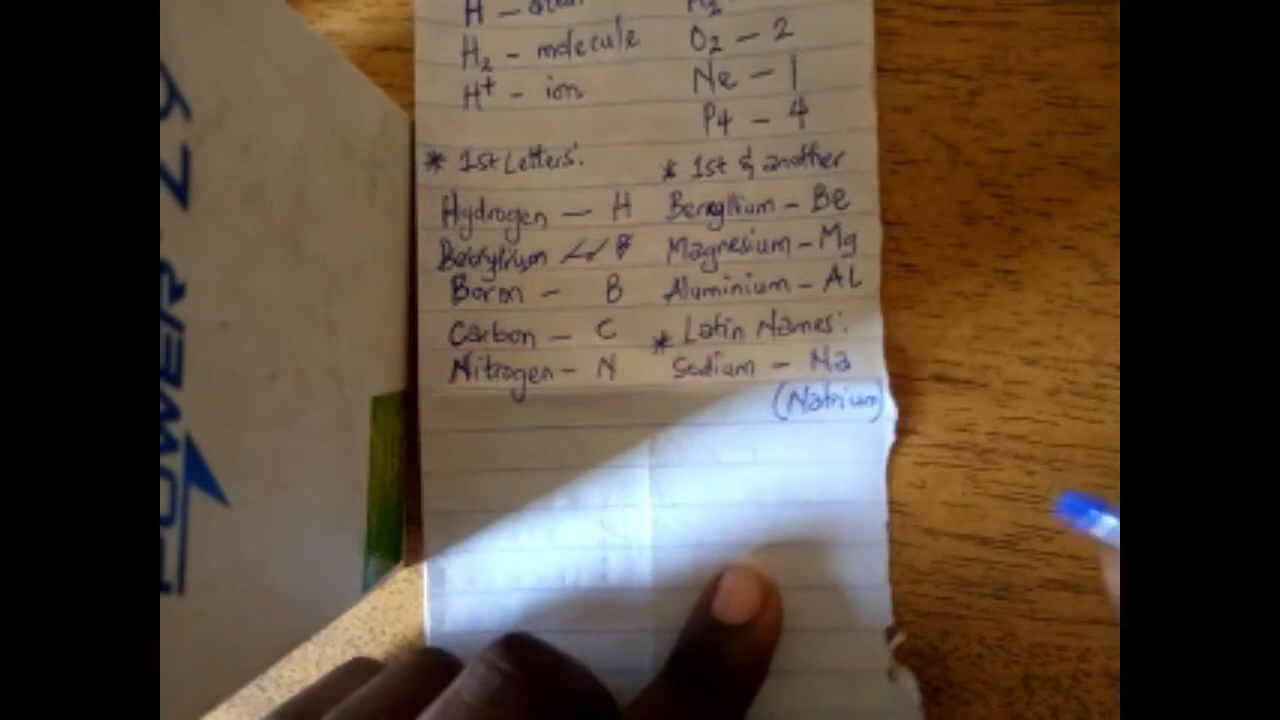 H - atom
H₂ - molecule
H⁺ - ion
O₂ - 2
Ne - 1
P4 - 4
* 1st Letters:
Hydrogen - H
Boron - B
Carbon - C
Nitrogen - N
* 1st & another
Beryllium - Be
Magnesium - Mg
Aluminium - AL
* Latin Names:
Sodium - Na
(Natrium)